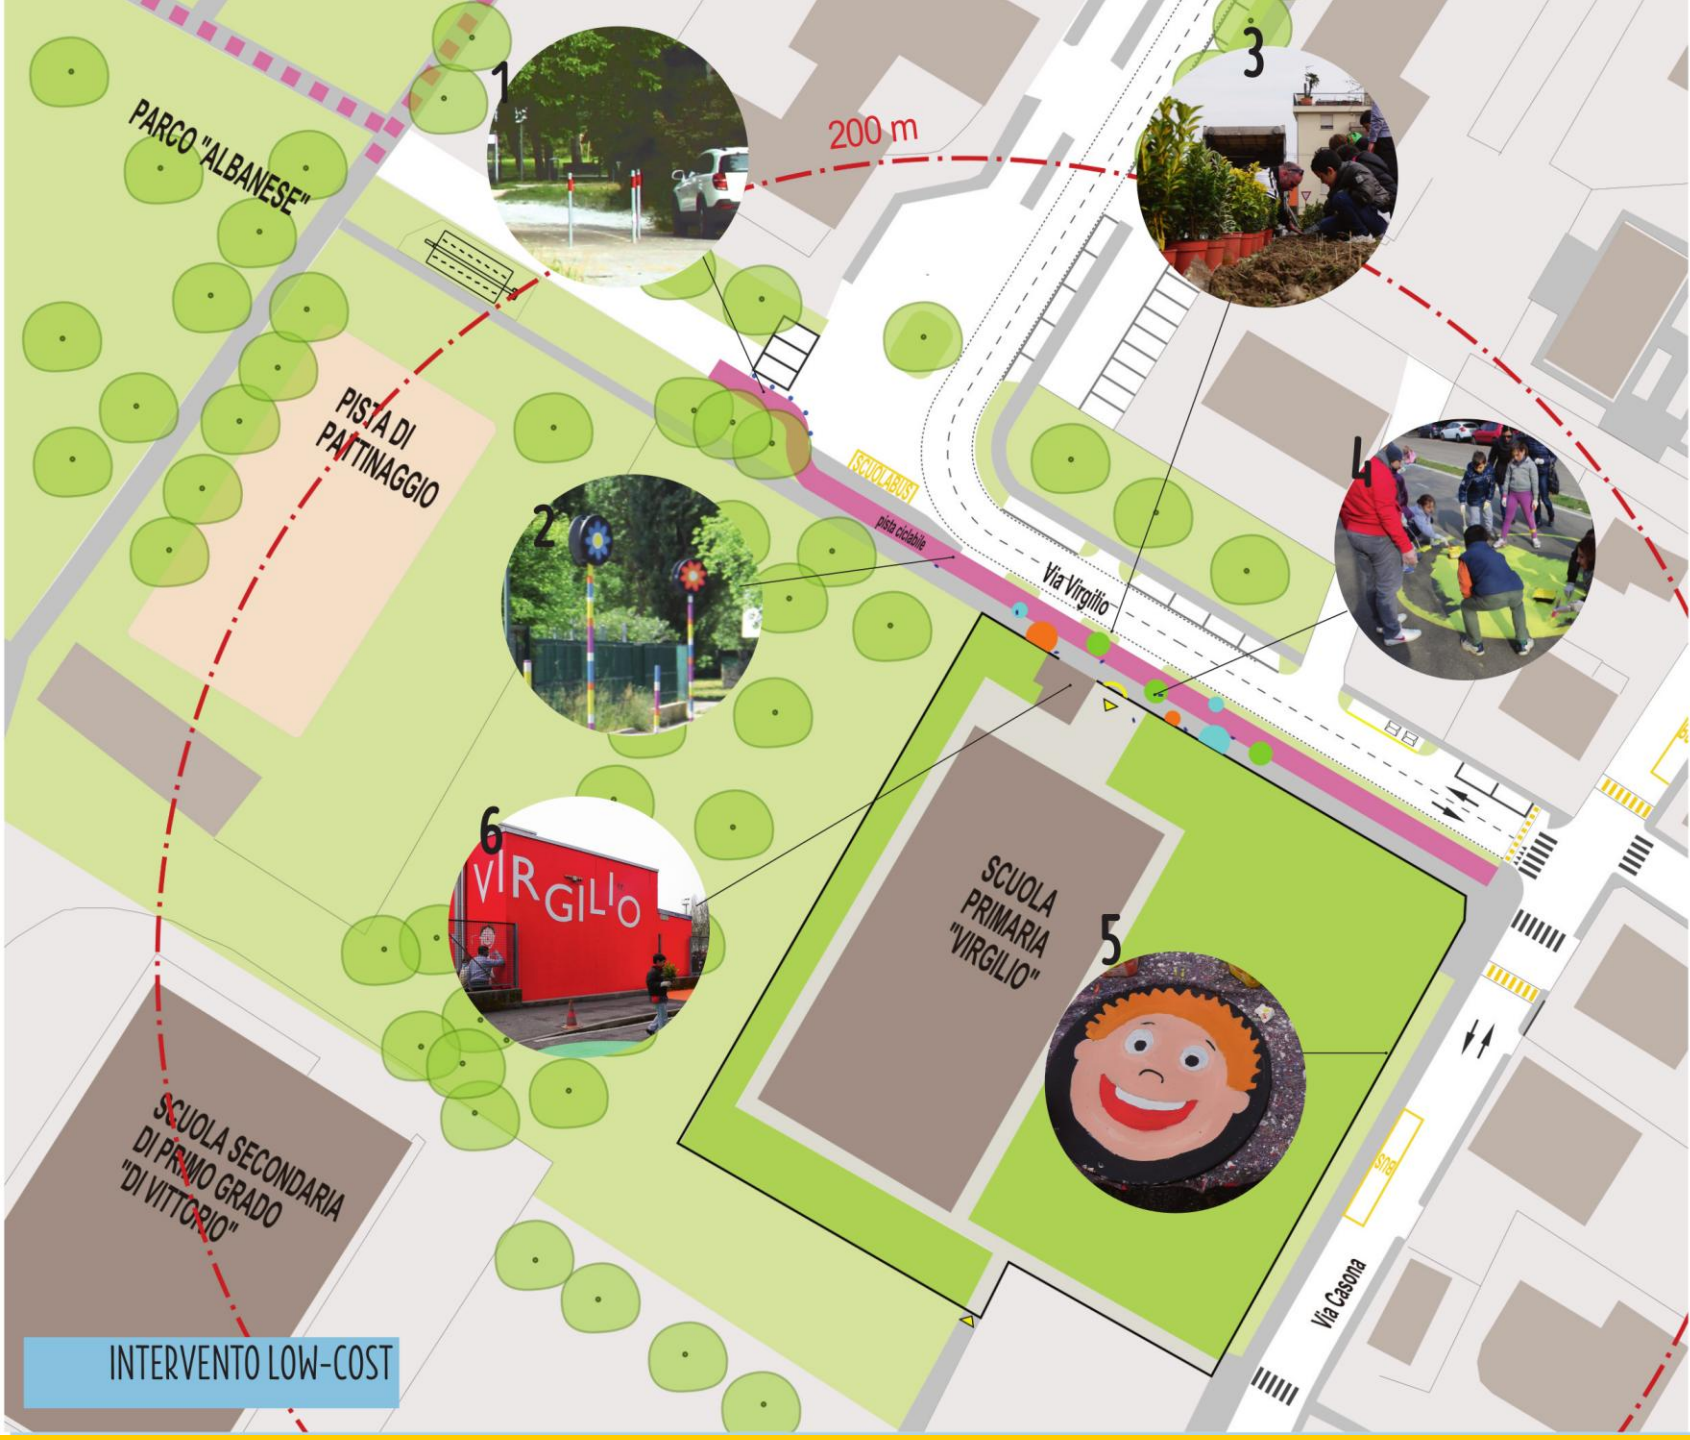 1
3
200 m
PARCO "ALBANESE"
PISTA DI
PATTINAGGIO
4
SCUOLABUS
2
pista ciclabile
Via Virgilio
6
VIRGILIO
SCUOLA
PRIMARIA
"VIRGILIO"
5
SCUOLA SECONDARIA
DI PRIMO GRADO
"DI VITTORIO"
BUS
Via Casona
INTERVENTO LOW-COST